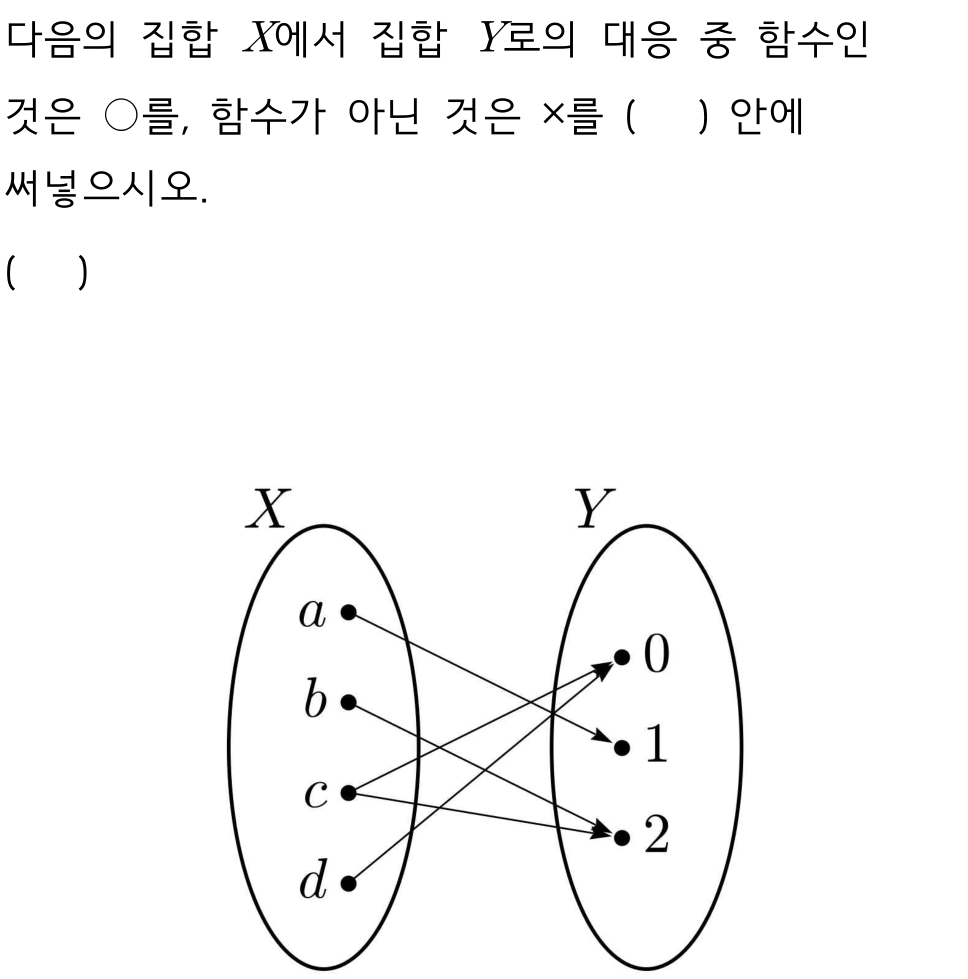 다음의 집합 X에서 집합 Y로의 대응 중 함수인
것은 ○를, 함수가 아닌 것은 ×를 (   ) 안에
써넣으시오.
(   )
X
Y
a
b
c
d
0
1
2